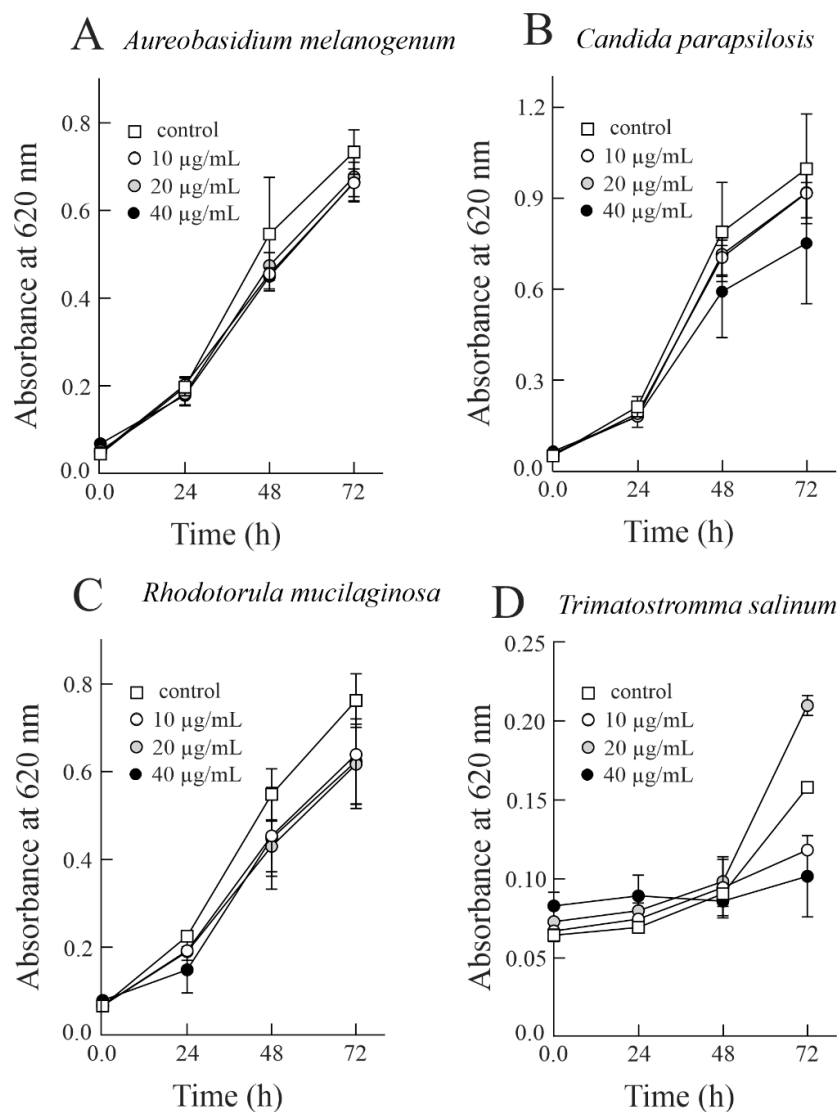 A Aureobasidium melanogenum
Absorbance at 620 nm
0.8
0.6
0.4
0.2
0.0
control
10 µg/mL
20 µg/mL
40 µg/mL
0.0 24 48 72
Time (h)
B Candida parapsilosis
Absorbance at 620 nm
1.2
0.9
0.6
0.3
0.0
control
10 µg/mL
20 µg/mL
40 µg/mL
0.0 24 48 72
Time (h)
C Rhodotorula mucilaginosa
Absorbance at 620 nm
0.8
0.6
0.4
0.2
0.0
control
10 µg/mL
20 µg/mL
40 µg/mL
0.0 24 48 72
Time (h)
D Trimatostromma salinum
Absorbance at 620 nm
0.25
0.20
0.15
0.10
0.05
0.00
control
10 µg/mL
20 µg/mL
40 µg/mL
0.0 24 48 72
Time (h)